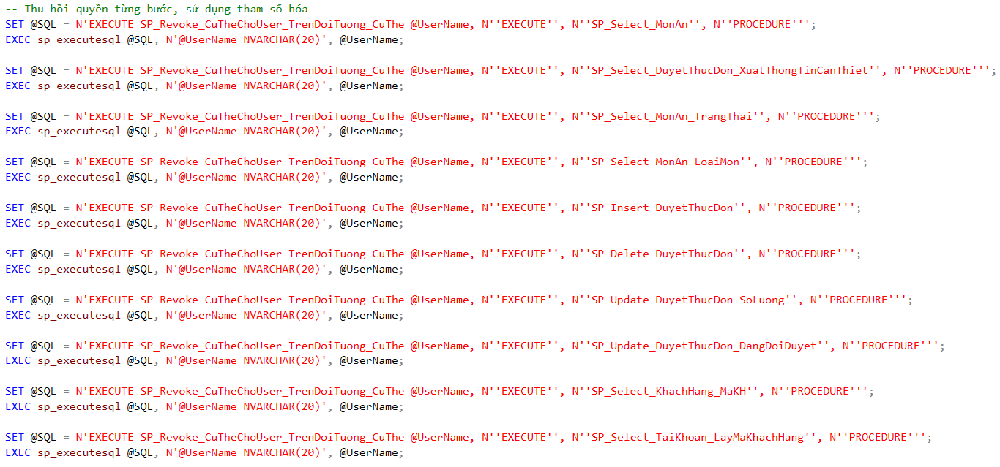 -- Thu hồi quyền từng bước, sử dụng tham số hóa
SET @SQL = N'EXECUTE SP_Revoke_CuTheChoUser_TrenDoiTuong_CuThe @UserName, N''EXECUTE'', N''SP_Select_MonAn'', N''PROCEDURE''';
EXEC sp_executesql @SQL, N'@UserName NVARCHAR(20)', @UserName;
SET @SQL = N'EXECUTE SP_Revoke_CuTheChoUser_TrenDoiTuong_CuThe @UserName, N''EXECUTE'', N''SP_Select_DuyetThucDon_XuatThongTinCanThiet'', N''PROCEDURE''';
EXEC sp_executesql @SQL, N'@UserName NVARCHAR(20)', @UserName;
SET @SQL = N'EXECUTE SP_Revoke_CuTheChoUser_TrenDoiTuong_CuThe @UserName, N''EXECUTE'', N''SP_Select_MonAn_TrangThai'', N''PROCEDURE''';
EXEC sp_executesql @SQL, N'@UserName NVARCHAR(20)', @UserName;
SET @SQL = N'EXECUTE SP_Revoke_CuTheChoUser_TrenDoiTuong_CuThe @UserName, N''EXECUTE'', N''SP_Select_MonAn_LoaiMon'', N''PROCEDURE''';
EXEC sp_executesql @SQL, N'@UserName NVARCHAR(20)', @UserName;
SET @SQL = N'EXECUTE SP_Revoke_CuTheChoUser_TrenDoiTuong_CuThe @UserName, N''EXECUTE'', N''SP_Insert_DuyetThucDon'', N''PROCEDURE''';
EXEC sp_executesql @SQL, N'@UserName NVARCHAR(20)', @UserName;
SET @SQL = N'EXECUTE SP_Revoke_CuTheChoUser_TrenDoiTuong_CuThe @UserName, N''EXECUTE'', N''SP_Delete_DuyetThucDon'', N''PROCEDURE''';
EXEC sp_executesql @SQL, N'@UserName NVARCHAR(20)', @UserName;
SET @SQL = N'EXECUTE SP_Revoke_CuTheChoUser_TrenDoiTuong_CuThe @UserName, N''EXECUTE'', N''SP_Update_DuyetThucDon_SoLuong'', N''PROCEDURE''';
EXEC sp_executesql @SQL, N'@UserName NVARCHAR(20)', @UserName;
SET @SQL = N'EXECUTE SP_Revoke_CuTheChoUser_TrenDoiTuong_CuThe @UserName, N''EXECUTE'', N''SP_Update_DuyetThucDon_DangDoiDuyet'', N''PROCEDURE''';
EXEC sp_executesql @SQL, N'@UserName NVARCHAR(20)', @UserName;
SET @SQL = N'EXECUTE SP_Revoke_CuTheChoUser_TrenDoiTuong_CuThe @UserName, N''EXECUTE'', N''SP_Select_KhachHang_MaKH'', N''PROCEDURE''';
EXEC sp_executesql @SQL, N'@UserName NVARCHAR(20)', @UserName;
SET @SQL = N'EXECUTE SP_Revoke_CuTheChoUser_TrenDoiTuong_CuThe @UserName, N''EXECUTE'', N''SP_Select_TaiKhoan_LayMaKhachHang'', N''PROCEDURE''';
EXEC sp_executesql @SQL, N'@UserName NVARCHAR(20)', @UserName;